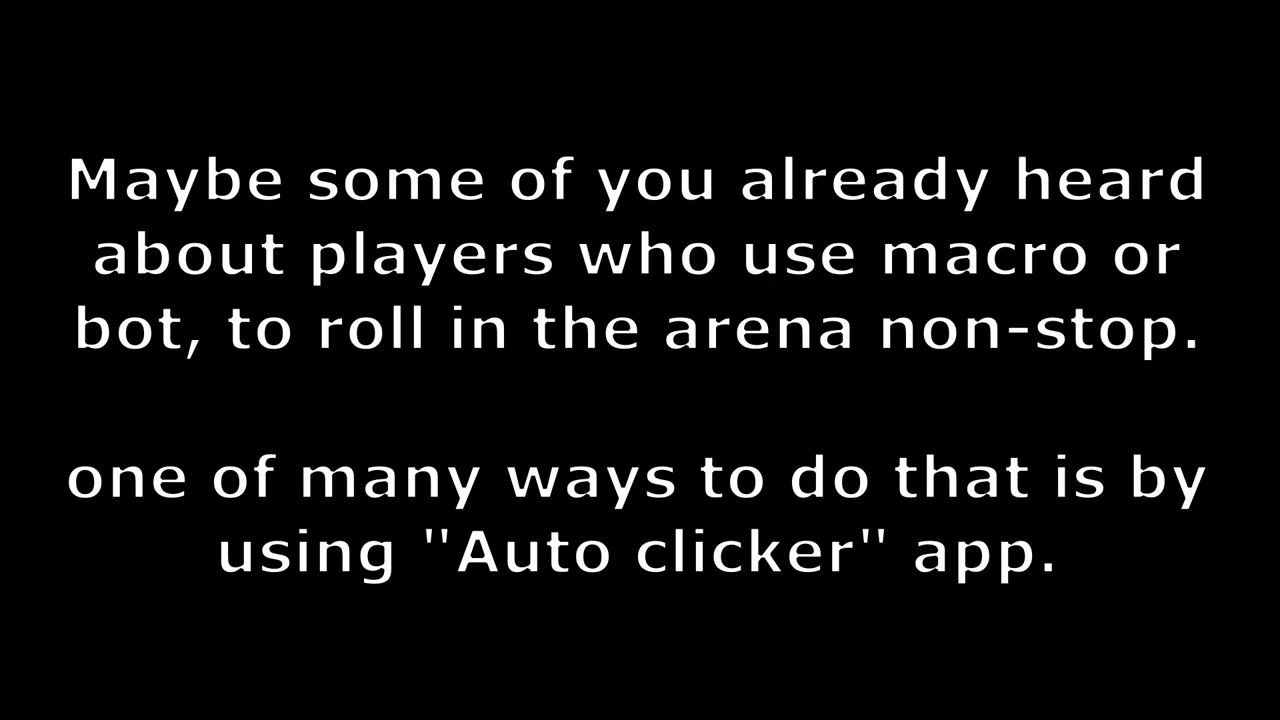 Maybe some of you already heard
about players who use macro or
bot, to roll in the arena non-stop.
one of many ways to do that is by
using "Auto clicker" app.